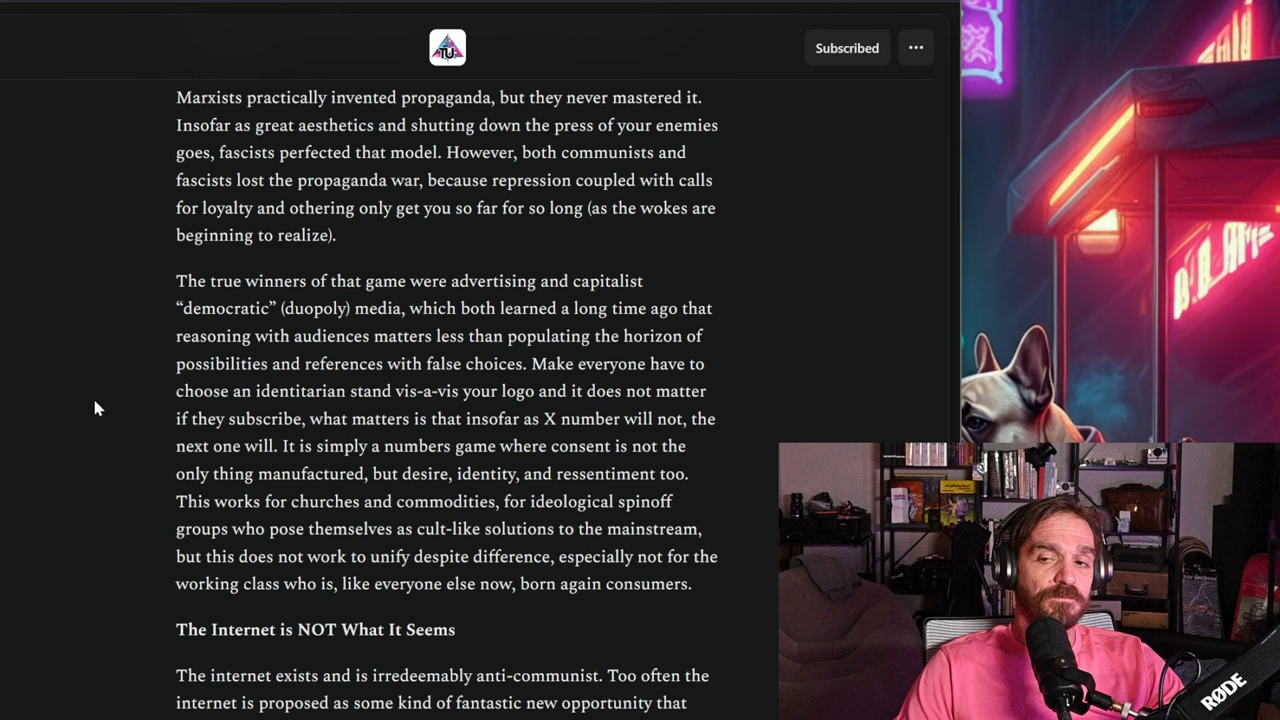 TU
Subscribed
Marxists practically invented propaganda, but they never mastered it.
Insofar as great aesthetics and shutting down the press of your enemies
goes, fascists perfected that model. However, both communists and
fascists lost the propaganda war, because repression coupled with calls
for loyalty and othering only get you so far for so long (as the wokes are
beginning to realize).
The true winners of that game were advertising and capitalist
“democratic” (duopoly) media, which both learned a long time ago that
reasoning with audiences matters less than populating the horizon of
possibilities and references with false choices. Make everyone have to
choose an identitarian stand vis-a-vis your logo and it does not matter
if they subscribe, what matters is that insofar as X number will not, the
next one will. It is simply a numbers game where consent is not the
only thing manufactured, but desire, identity, and ressentiment too.
This works for churches and commodities, for ideological spinoff
groups who pose themselves as cult-like solutions to the mainstream,
but this does not work to unify despite difference, especially not for the
working class who is, like everyone else now, born again consumers.
The Internet is NOT What It Seems
The internet exists and is irredeemably anti-communist. Too often the
internet is proposed as some kind of fantastic new opportunity that
RØDE